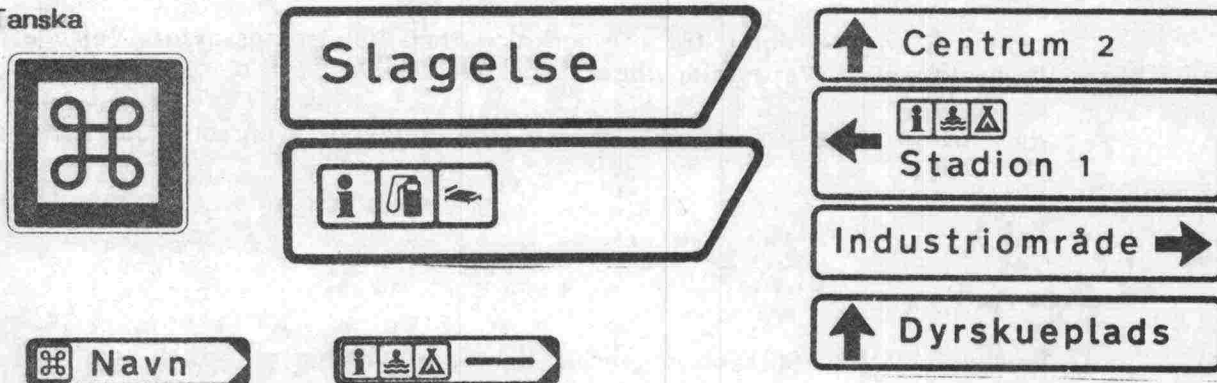 Tanska
Slagelse
Centrum 2
Stadion 1
Industriområde
Dyrskueplads
Navn